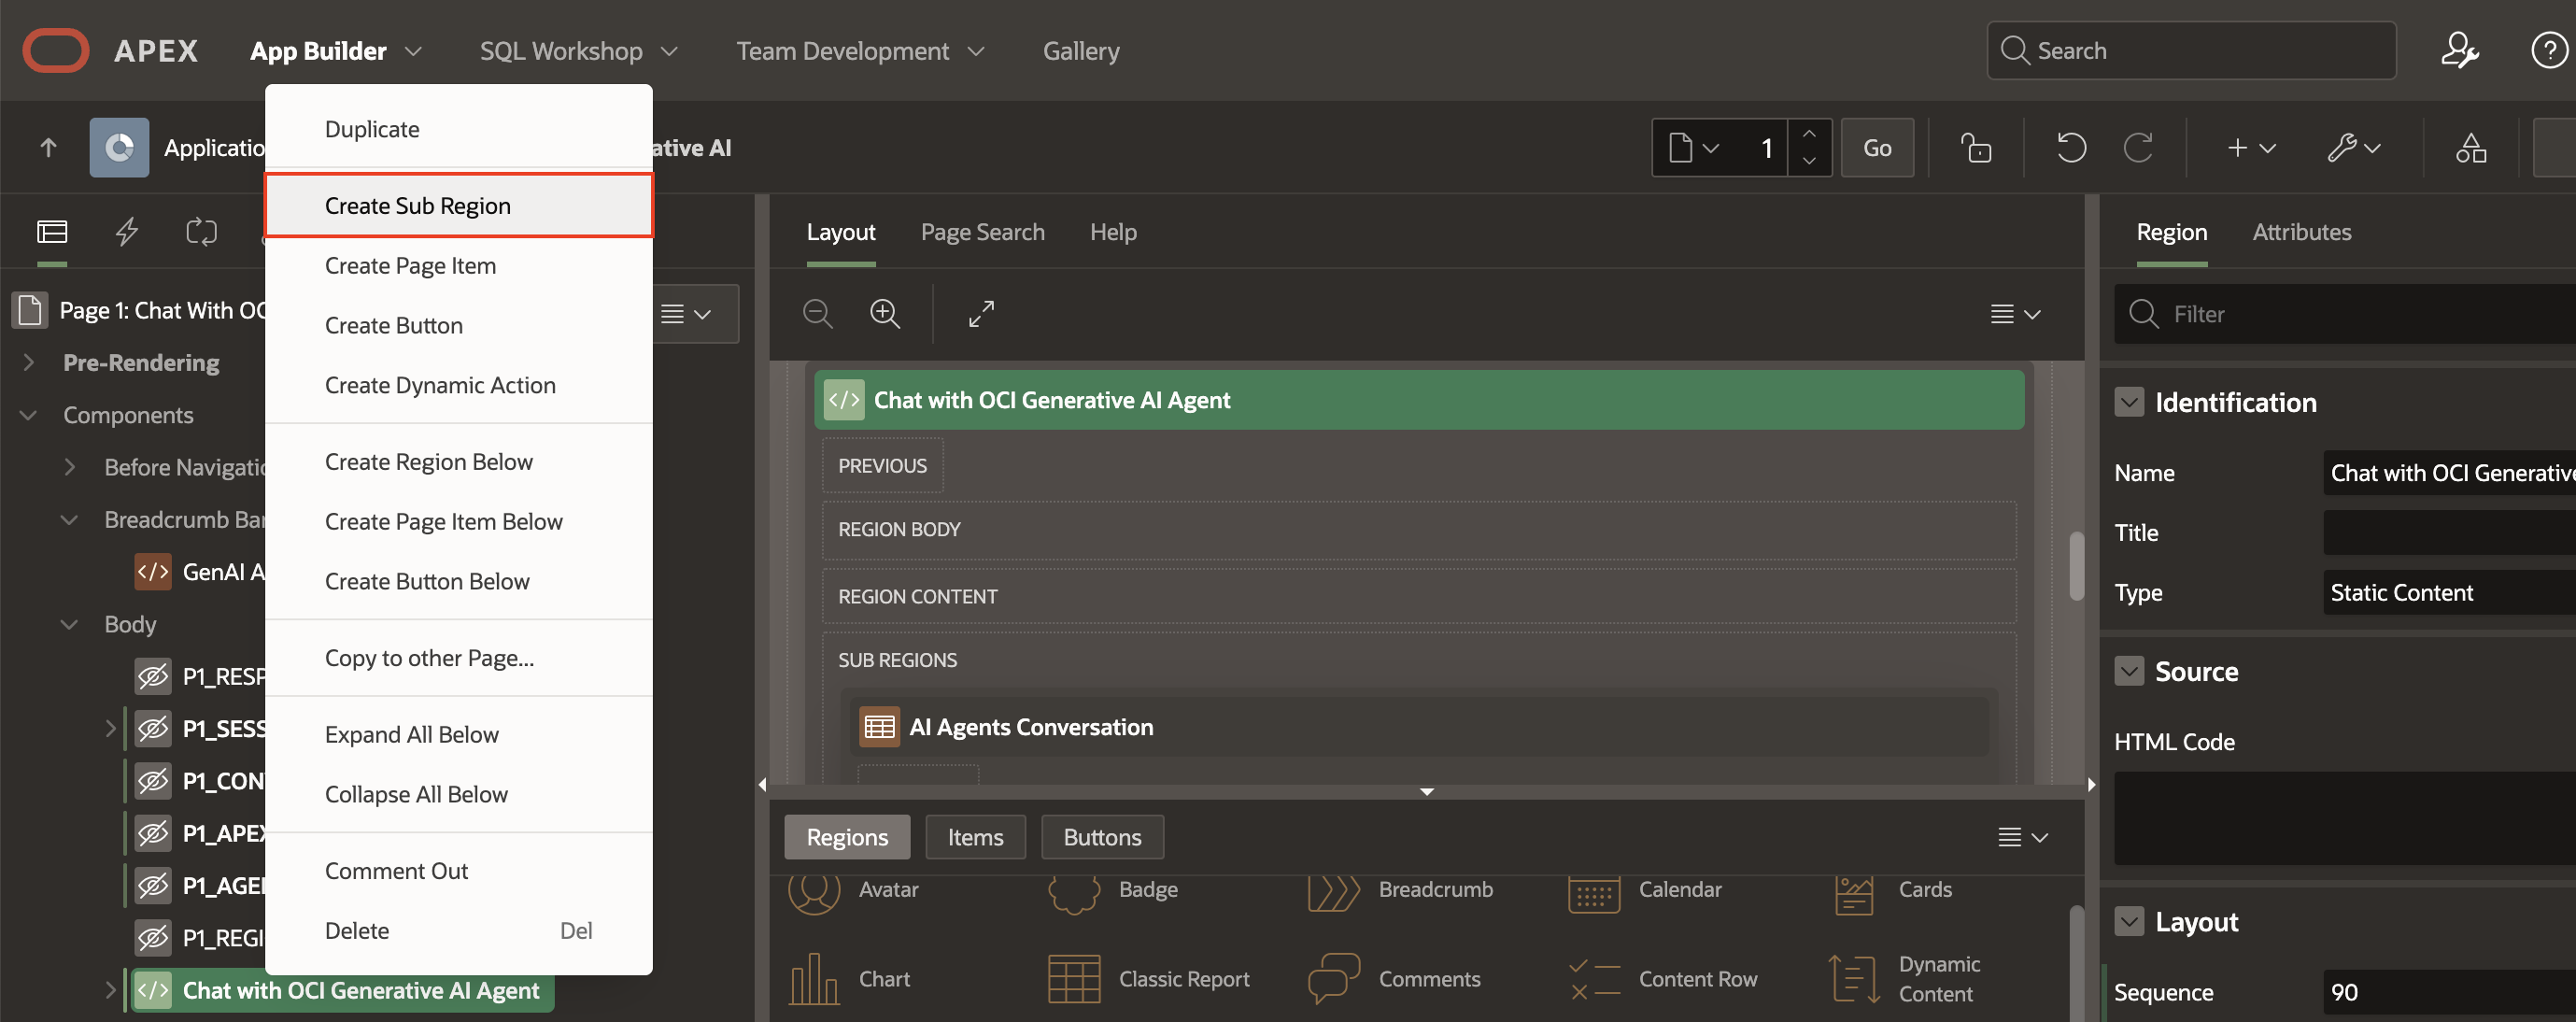 APEX
App Builder
SQL Workshop
Team Development
Gallery
Search
?
Applicatio
ative AI
1
Go
Duplicate
Create Sub Region
Create Page Item
Create Button
Create Dynamic Action
Create Region Below
Create Page Item Below
Create Button Below
Copy to other Page...
Expand All Below
Collapse All Below
Comment Out
Delete Del
Page 1: Chat With OC
Pre-Rendering
Components
Before Navigatio
Breadcrumb Bar
GenAI A
Body
P1_RESP
P1_SESS
P1_CON
P1_APEX
P1_AGE
P1_REGI
Chat with OCI Generative AI Agent
Layout Page Search Help
Chat with OCI Generative AI Agent
PREVIOUS
REGION BODY
REGION CONTENT
SUB REGIONS
AI Agents Conversation
Regions Items Buttons
Avatar Badge Breadcrumb Calendar Cards
Chart Classic Report Comments Content Row Dynamic
Content
Region Attributes
Filter
Identification
Name Chat with OCI Generative
Title
Type Static Content
Source
HTML Code
Layout
Sequence 90